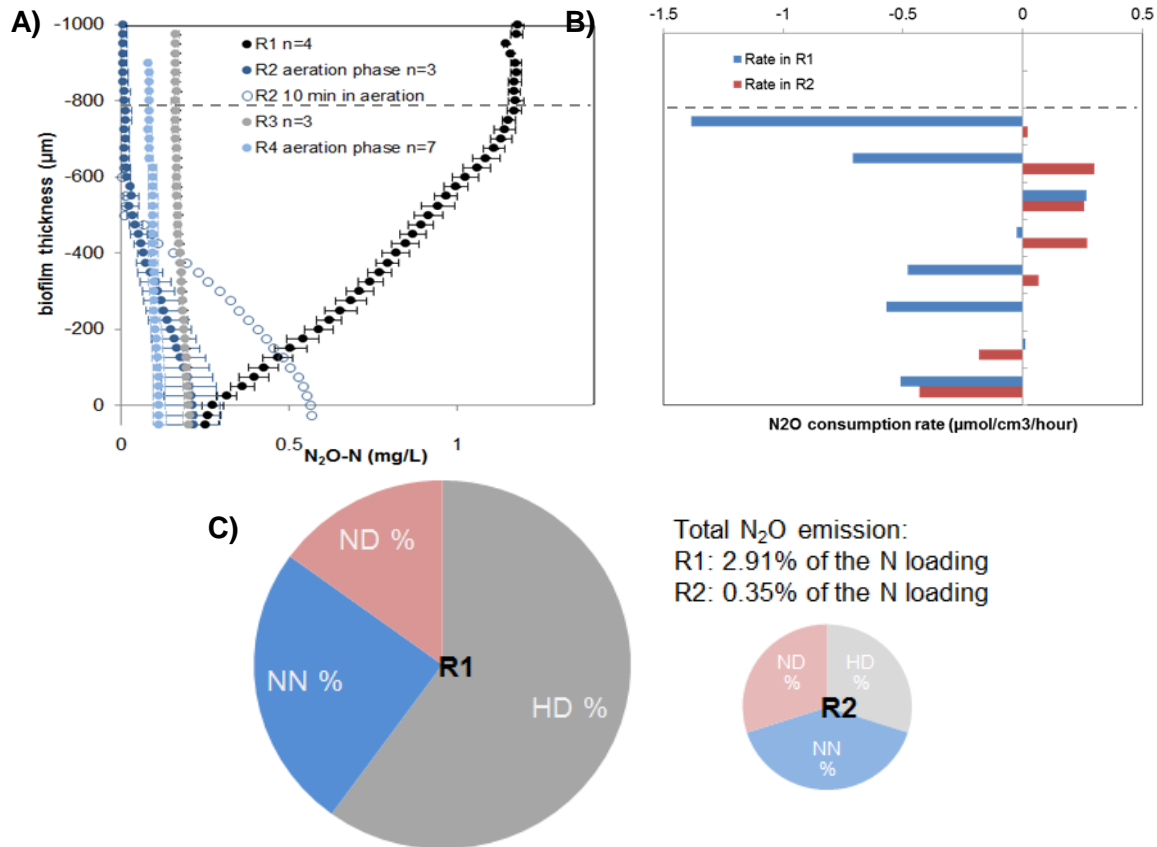 A)
-1000
-800
-600
-400
-200
0
biofilm thickness (µm)
R1 n=4
R2 aeration phase n=3
R2 10 min in aeration
R3 n=3
R4 aeration phase n=7
0
0.5
1
N₂O-N (mg/L)
B)
-1.5
-1
-0.5
0
0.5
Rate in R1
Rate in R2
N2O consumption rate (µmol/cm3/hour)
C)
ND %
NN %
R1
HD %
Total N₂O emission:
R1: 2.91% of the N loading
R2: 0.35% of the N loading
ND
%
HD
%
R2
NN
%